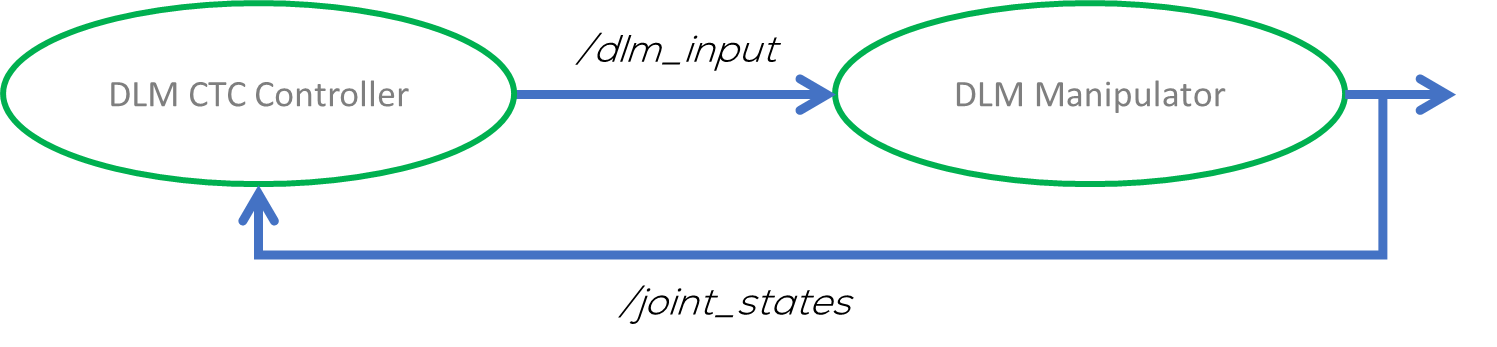 /dlm_input
DLM CTC Controller
DLM Manipulator
/joint_states